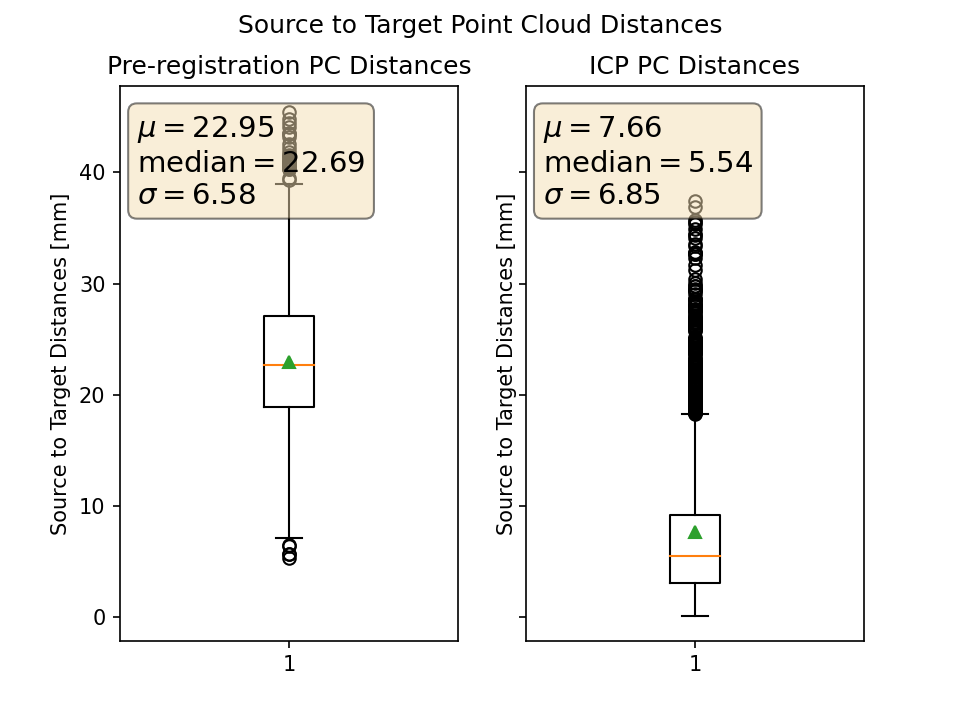 Source to Target Point Cloud Distances
Pre-registration PC Distances
μ = 22.95
median = 22.69
σ = 6.58
Source to Target Distances [mm]
40
30
20
10
0
1
ICP PC Distances
μ = 7.66
median = 5.54
σ = 6.85
Source to Target Distances [mm]
1